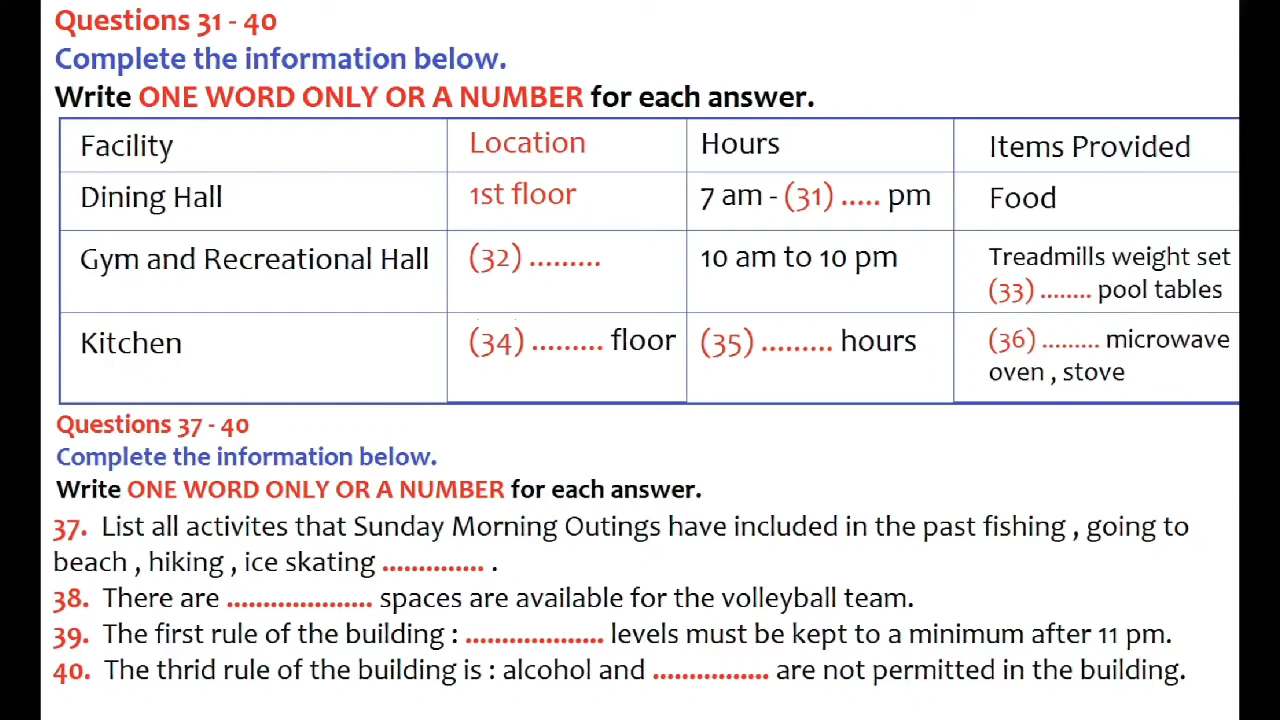 Questions 31 - 40
Complete the information below.
Write ONE WORD ONLY OR A NUMBER for each answer.
Facility Location Hours Items Provided
Dining Hall 1st floor 7 am - (31) ..... pm Food
Gym and Recreational Hall (32) ......... 10 am to 10 pm Treadmills weight set
(33) ........ pool tables
Kitchen (34) ......... floor (35) ......... hours (36) ......... microwave
oven , stove
Questions 37 - 40
Complete the information below.
Write ONE WORD ONLY OR A NUMBER for each answer.
37. List all activites that Sunday Morning Outings have included in the past fishing , going to
beach , hiking , ice skating .............. .
38. There are .................... spaces are available for the volleyball team.
39. The first rule of the building : ................... levels must be kept to a minimum after 11 pm.
40. The thrid rule of the building is : alcohol and ................ are not permitted in the building.